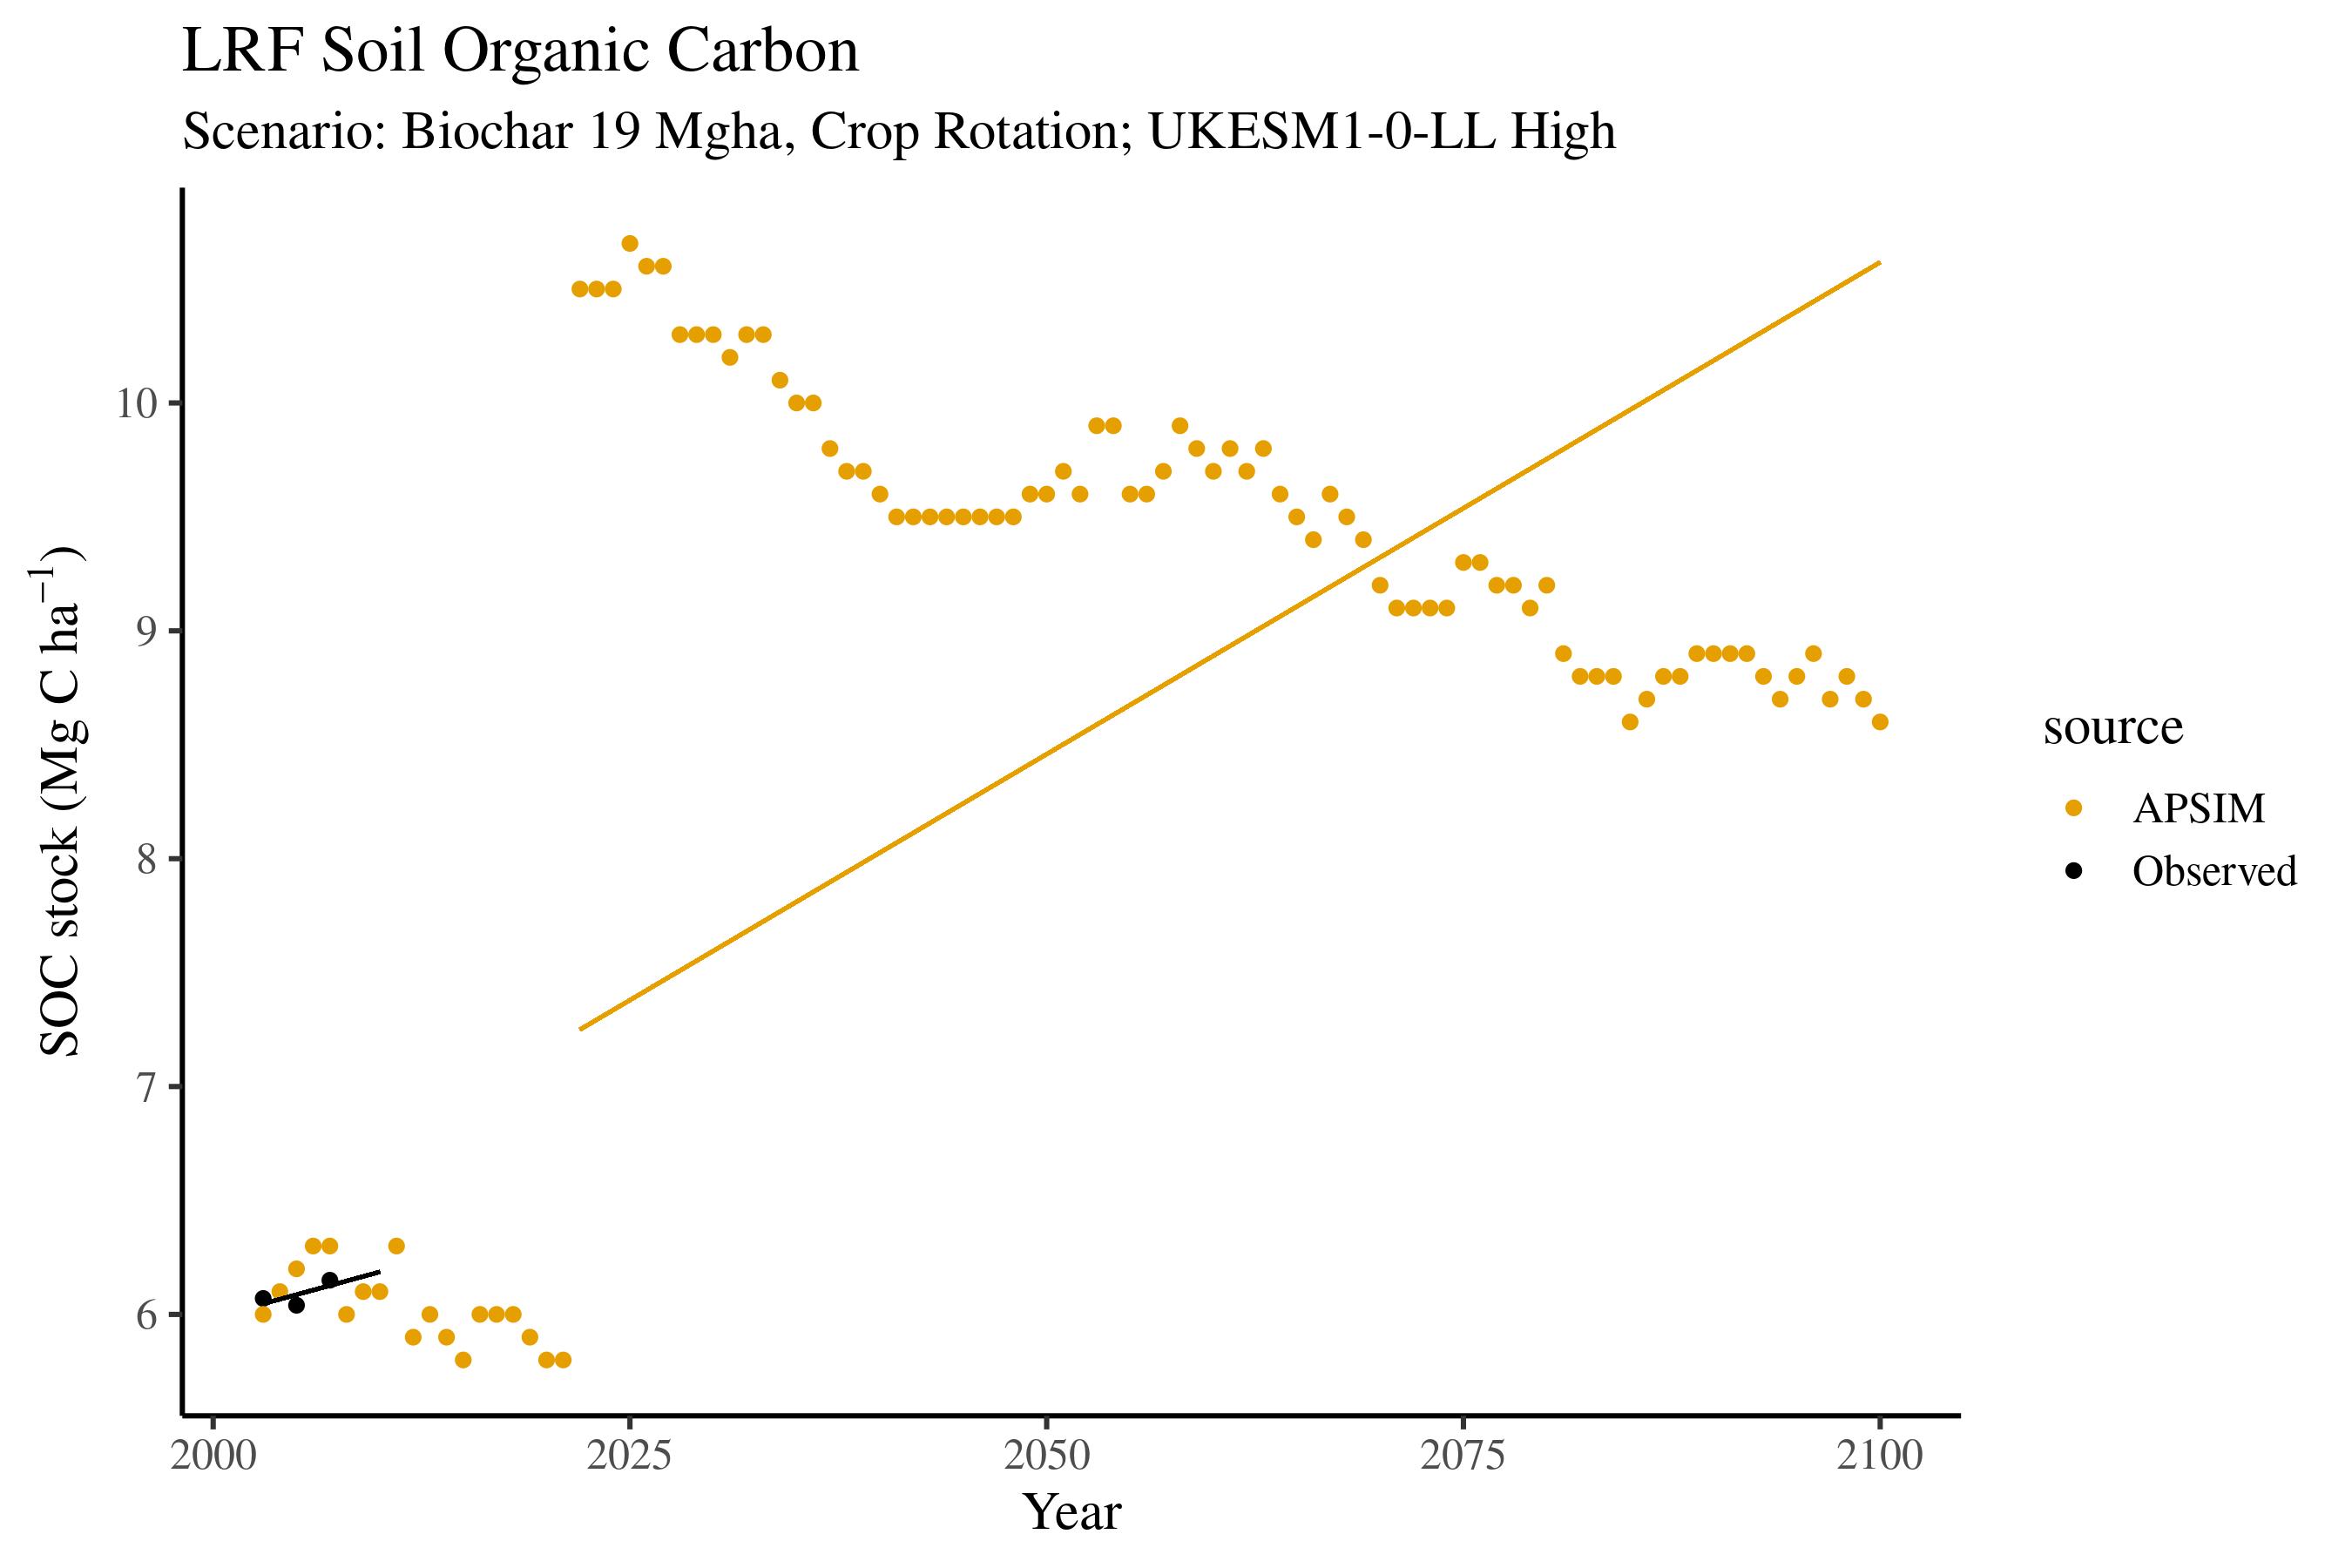 LRF Soil Organic Carbon
Scenario: Biochar 19 Mgha, Crop Rotation; UKESM1-0-LL High
SOC stock (Mg C ha⁻¹)
10
9
8
7
6
2000 2025 2050 2075 2100
Year
source
APSIM
Observed